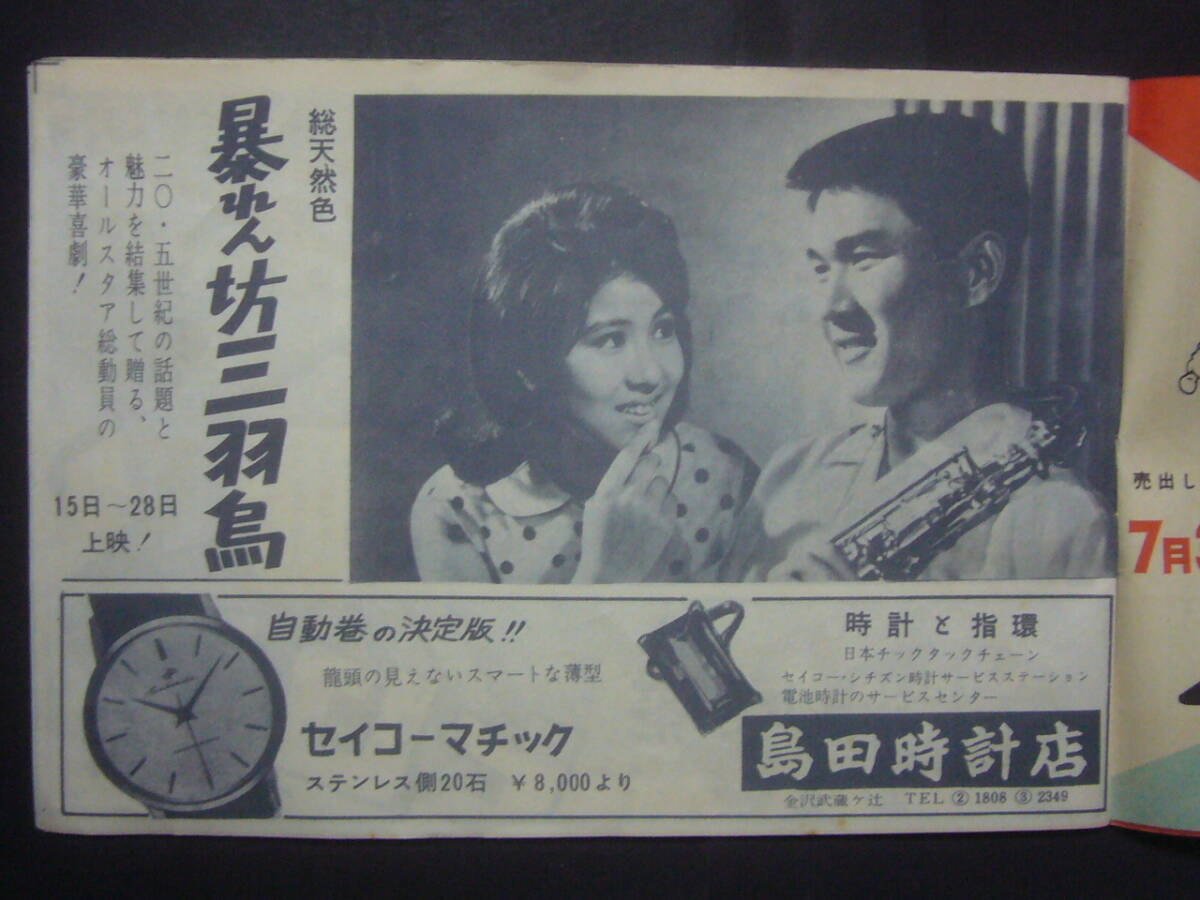 総天然色
暴れん坊三羽烏
二〇・五世紀の話題と
魅力を結集して贈る、
オールスタア総動員の
豪華喜劇！
15日〜28日
上映！
自動巻の決定版!!
龍頭の見えないスマートな薄型
セイコーマチック
ステンレス側20石 ￥8,000より
時計と指環
日本チックタックチェーン
セイコー・シチズン時計サービスステーション
電池時計のサービスセンター
島田時計店
金沢武蔵ケ辻 TEL ② 1808 ③ 2349
売出し
7月